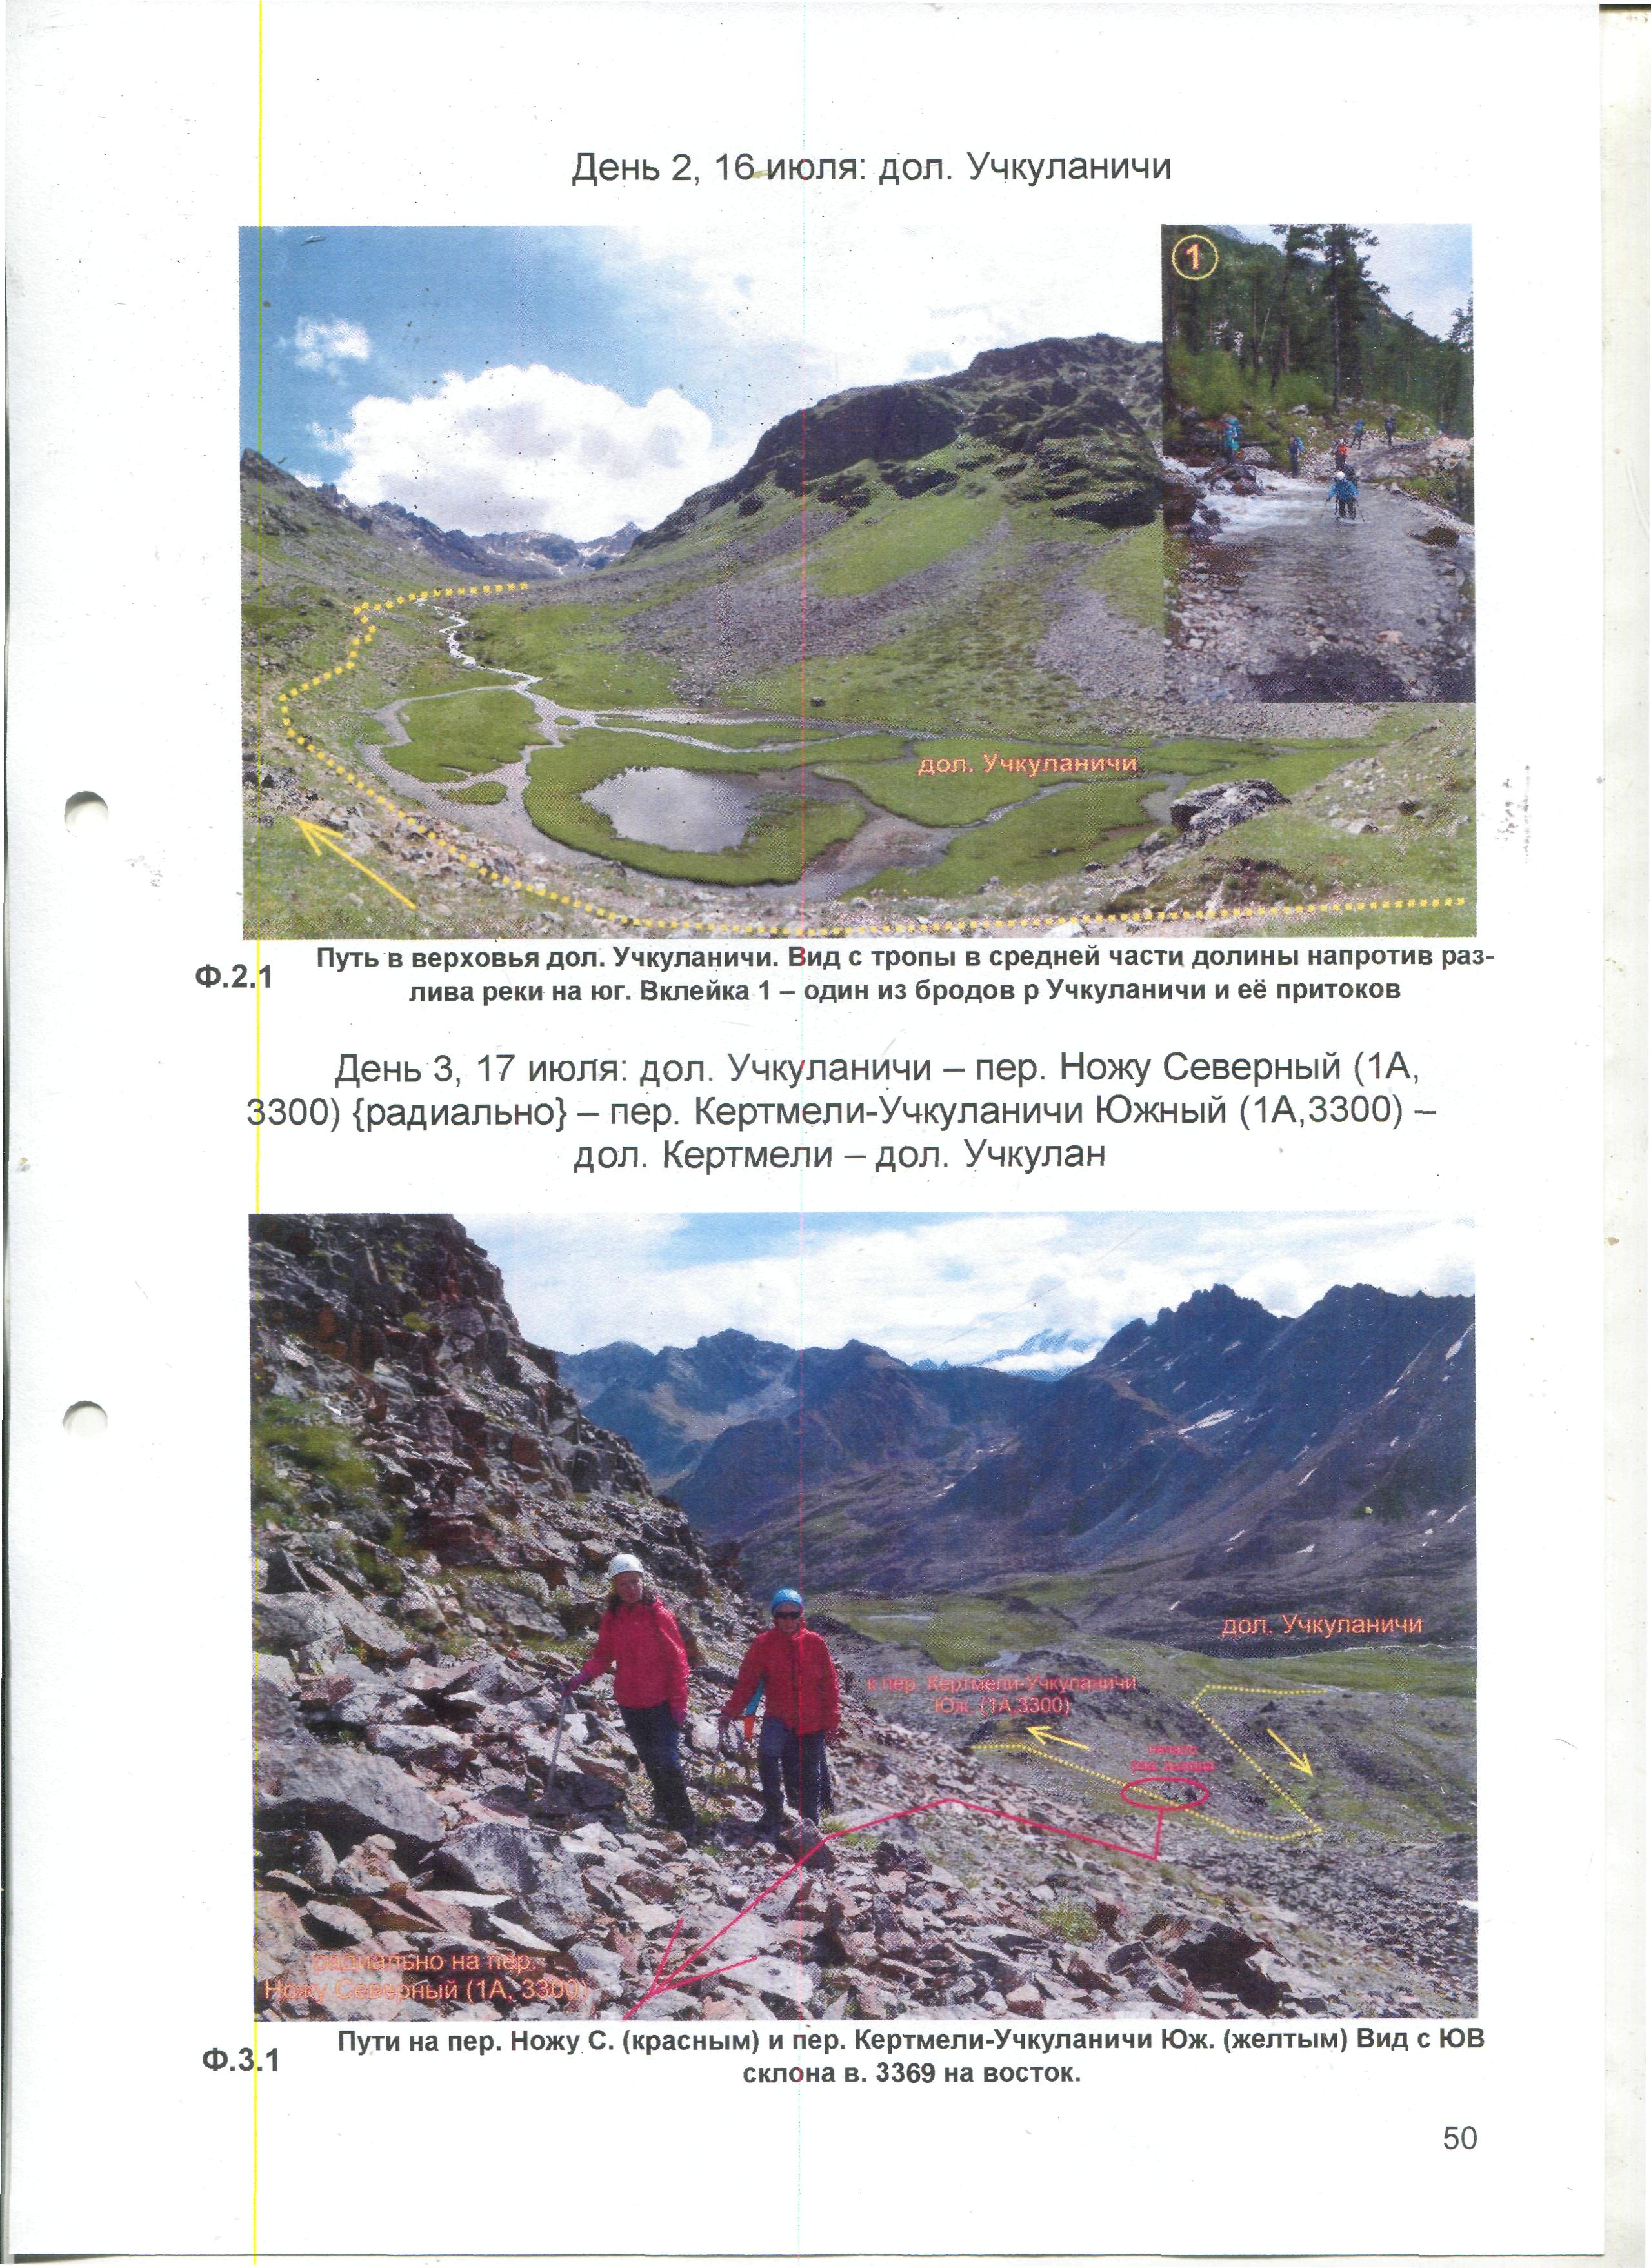 День 2, 16 июля: дол. Учкуланичи
1
дол. Учкуланичи
Ф.2.1
Путь в верховья дол. Учкуланичи. Вид с тропы в средней части долины напротив раз-
лива реки на юг. Вклейка 1 – один из бродов р Учкуланичи и её притоков
День 3, 17 июля: дол. Учкуланичи – пер. Ножу Северный (1А,
3300) {радиально} – пер. Кертмели-Учкуланичи Южный (1А,3300) –
дол. Кертмели – дол. Учкулан
дол. Учкуланичи
к пер. Кертмели-Учкуланичи
Юж. (1А,3300)
начало
радиально на пер.
Ножу Северный (1А, 3300)
Ф.3.1
Пути на пер. Ножу С. (красным) и пер. Кертмели-Учкуланичи Юж. (желтым) Вид с ЮВ
склона в. 3369 на восток.
50